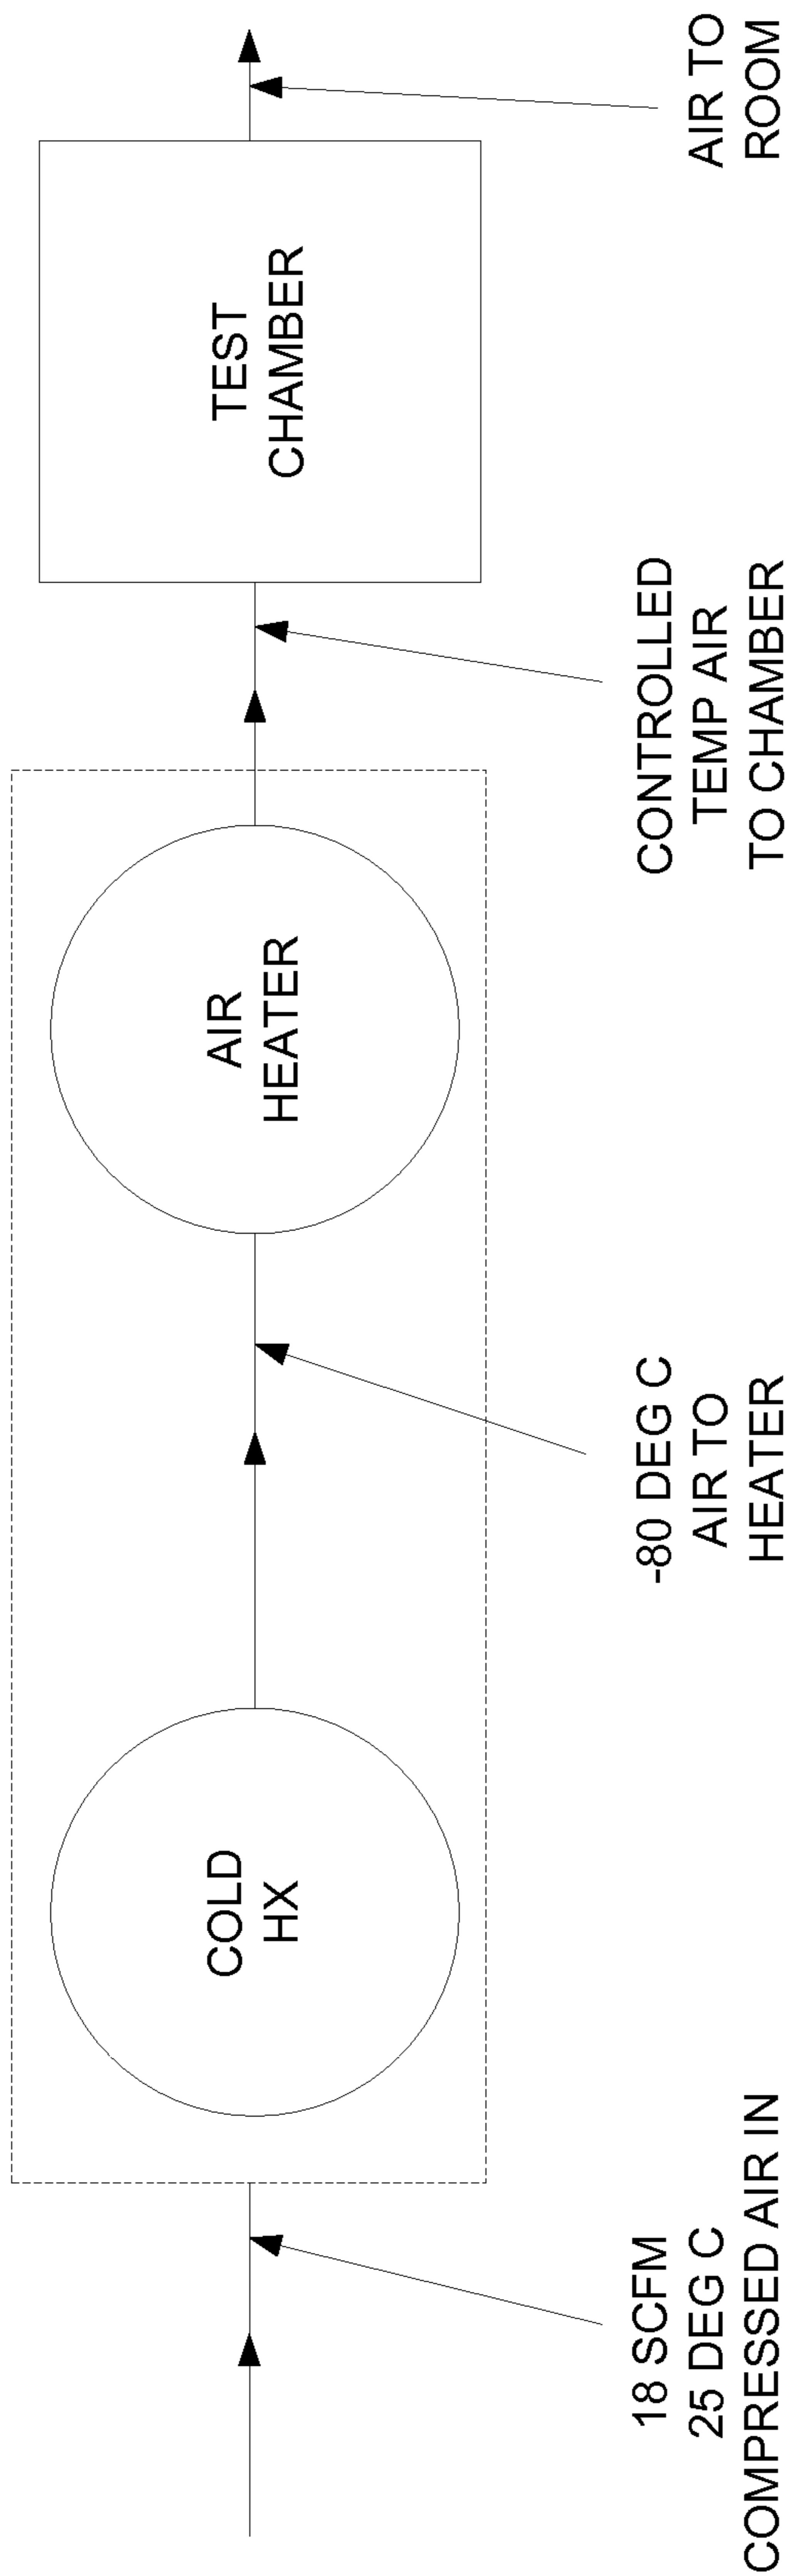 COLD
HX
AIR
HEATER
TEST
CHAMBER
18 SCFM
25 DEG C
COMPRESSED AIR IN
-80 DEG C
AIR TO
HEATER
CONTROLLED
TEMP AIR
TO CHAMBER
AIR TO
ROOM